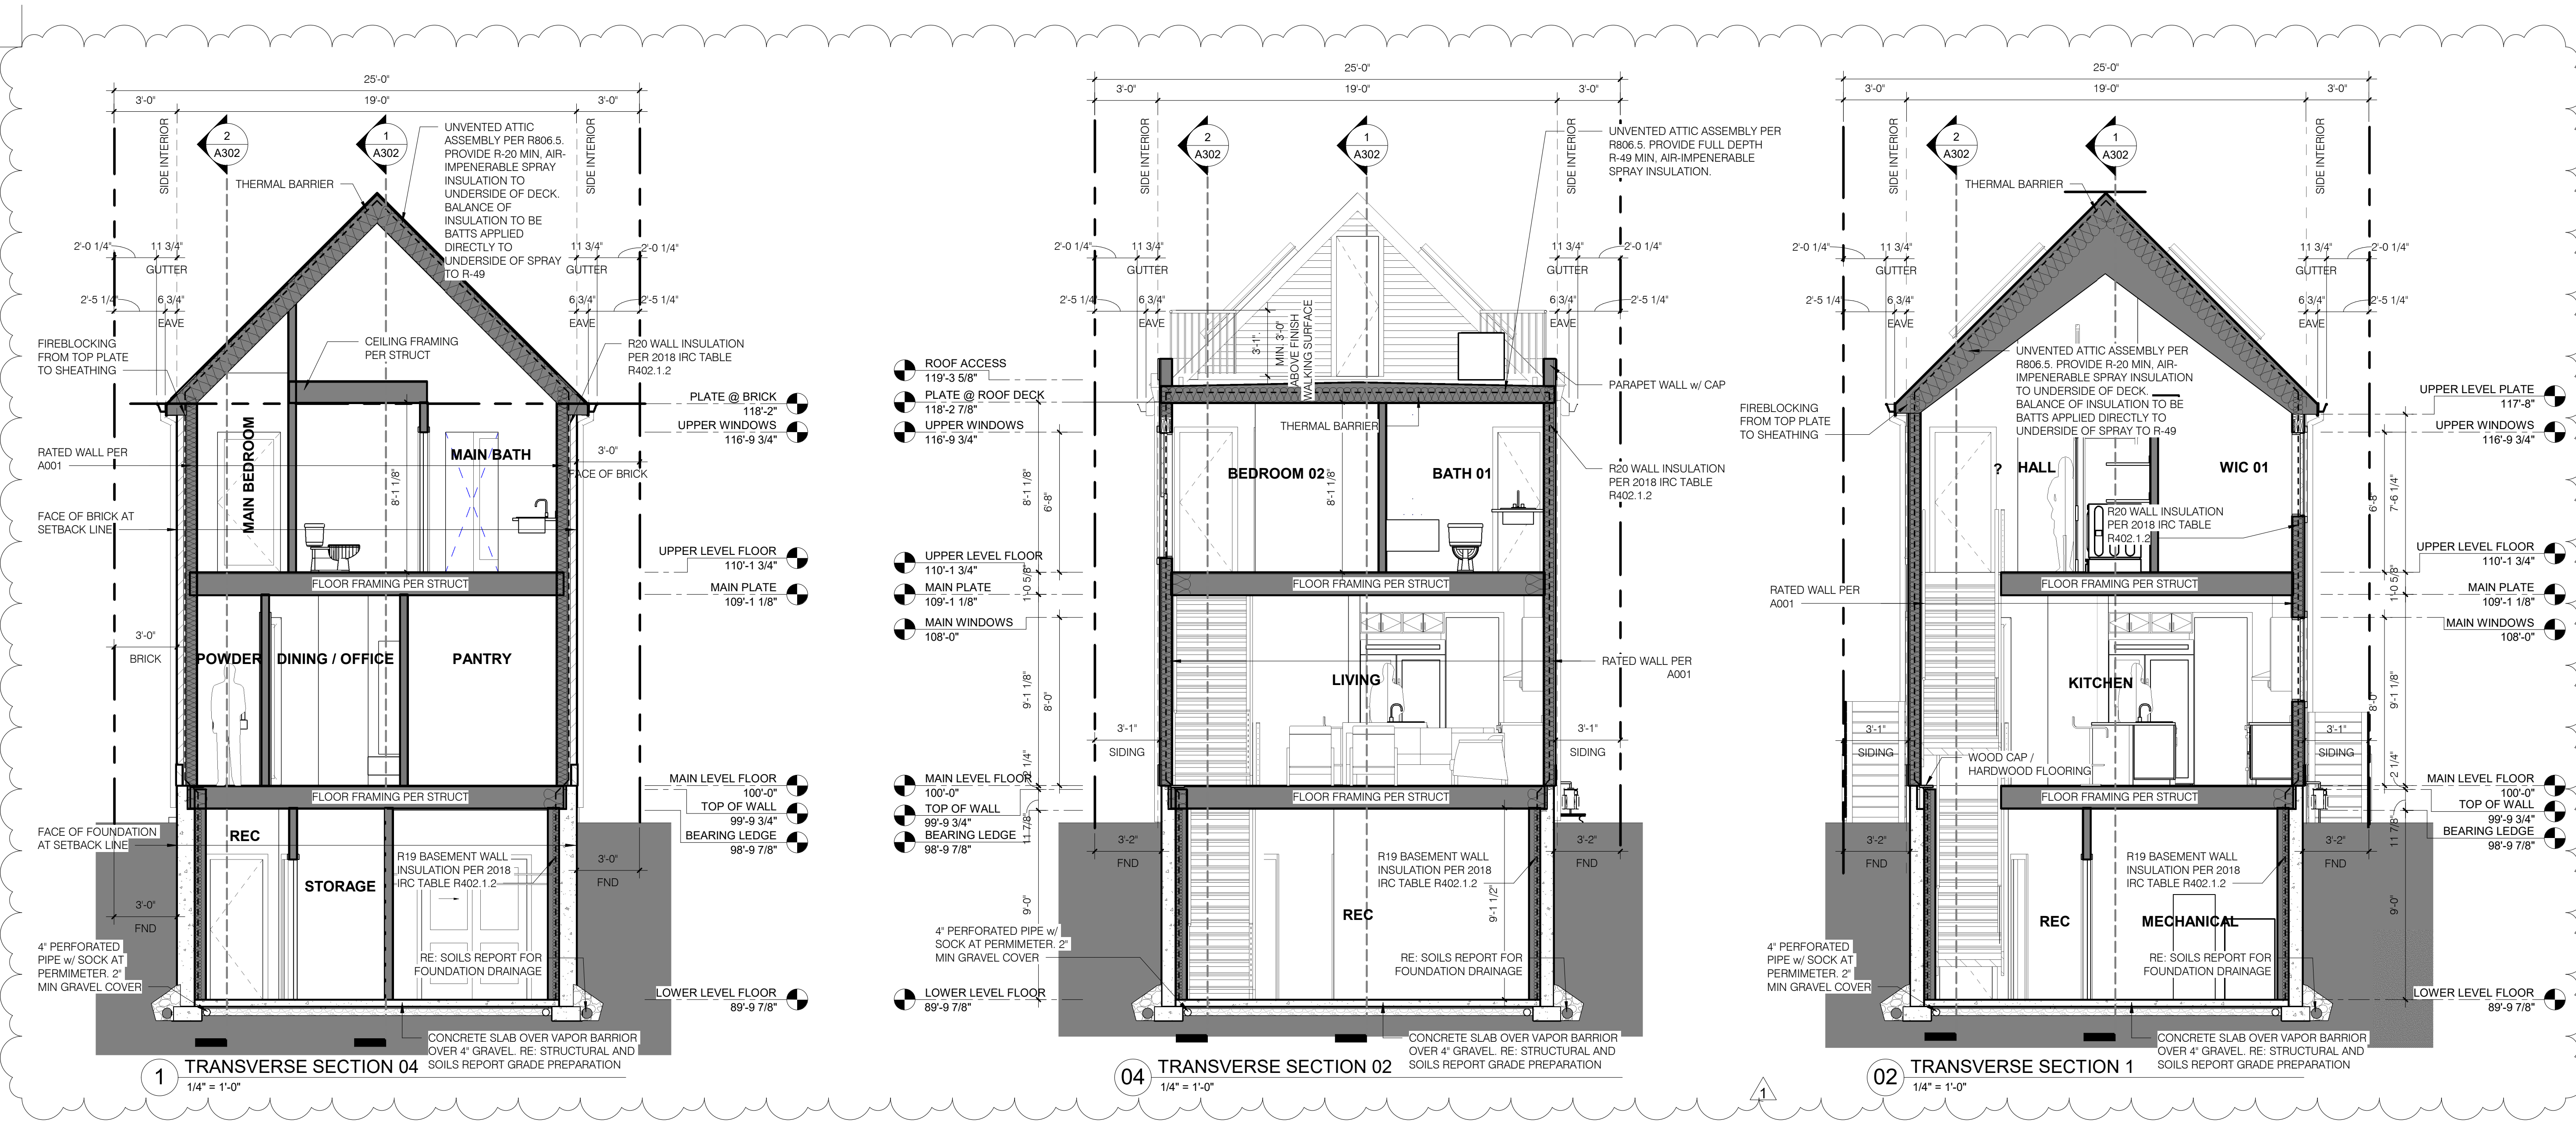 25'-0"
3'-0"
19'-0"
3'-0"
SIDE INTERIOR
2
A302
1
A302
UNVENTED ATTIC
ASSEMBLY PER R806.5.
PROVIDE R-20 MIN, AIR-
IMPENERABLE SPRAY
INSULATION TO
UNDERSIDE OF DECK.
BALANCE OF
INSULATION TO BE
BATTS APPLIED
DIRECTLY TO
UNDERSIDE OF SPRAY
TO R-49
SIDE INTERIOR
THERMAL BARRIER
2'-0 1/4"
11 3/4"
GUTTER
11 3/4"
GUTTER
2'-0 1/4"
2'-5 1/4"
6 3/4"
EAVE
6 3/4"
EAVE
2'-5 1/4"
FIREBLOCKING
FROM TOP PLATE
TO SHEATHING
CEILING FRAMING
PER STRUCT
R20 WALL INSULATION
PER 2018 IRC TABLE
R402.1.2
PLATE @ BRICK
118'-2"
UPPER WINDOWS
116'-9 3/4"
RATED WALL PER
A001
MAIN BEDROOM
MAIN BATH
8'-1 1/8"
3'-0"
FACE OF BRICK
FACE OF BRICK AT
SETBACK LINE
UPPER LEVEL FLOOR
110'-1 3/4"
FLOOR FRAMING PER STRUCT
MAIN PLATE
109'-1 1/8"
3'-0"
BRICK
POWDER
DINING / OFFICE
PANTRY
MAIN LEVEL FLOOR
100'-0"
FLOOR FRAMING PER STRUCT
TOP OF WALL
99'-9 3/4"
BEARING LEDGE
98'-9 7/8"
FACE OF FOUNDATION
AT SETBACK LINE
REC
STORAGE
R19 BASEMENT WALL
INSULATION PER 2018
IRC TABLE R402.1.2
3'-0"
FND
3'-0"
FND
4" PERFORATED
PIPE w/ SOCK AT
PERMIMETER. 2"
MIN GRAVEL COVER
RE: SOILS REPORT FOR
FOUNDATION DRAINAGE
LOWER LEVEL FLOOR
89'-9 7/8"
CONCRETE SLAB OVER VAPOR BARRIOR
OVER 4" GRAVEL. RE: STRUCTURAL AND
SOILS REPORT GRADE PREPARATION
1
TRANSVERSE SECTION 04
1/4" = 1'-0"
25'-0"
3'-0"
19'-0"
3'-0"
SIDE INTERIOR
2
A302
1
A302
SIDE INTERIOR
UNVENTED ATTIC ASSEMBLY PER
R806.5. PROVIDE FULL DEPTH
R-49 MIN, AIR-IMPENERABLE
SPRAY INSULATION.
2'-0 1/4"
11 3/4"
GUTTER
11 3/4"
GUTTER
2'-0 1/4"
2'-5 1/4"
6 3/4"
EAVE
6 3/4"
EAVE
2'-5 1/4"
3'-1"
MIN. 3'-0"
ABOVE FINISH
WALKING SURFACE
ROOF ACCESS
119'-3 5/8"
PLATE @ ROOF DECK
118'-2 7/8"
UPPER WINDOWS
116'-9 3/4"
PARAPET WALL w/ CAP
THERMAL BARRIER
BEDROOM 02
BATH 01
8'-1 1/8"
6'-8"
8'-1 1/8"
R20 WALL INSULATION
PER 2018 IRC TABLE
R402.1.2
UPPER LEVEL FLOOR
110'-1 3/4"
MAIN PLATE
109'-1 1/8"
1'-0 5/8"
FLOOR FRAMING PER STRUCT
MAIN WINDOWS
108'-0"
LIVING
RATED WALL PER
A001
9'-1 1/8"
8'-0"
3'-1"
SIDING
3'-1"
SIDING
MAIN LEVEL FLOOR
100'-0"
2 1/4"
FLOOR FRAMING PER STRUCT
TOP OF WALL
99'-9 3/4"
BEARING LEDGE
98'-9 7/8"
11 7/8"
3'-2"
FND
3'-2"
FND
R19 BASEMENT WALL
INSULATION PER 2018
IRC TABLE R402.1.2
9'-0"
9'-1 1/2"
REC
4" PERFORATED PIPE w/
SOCK AT PERMIMETER. 2"
MIN GRAVEL COVER
RE: SOILS REPORT FOR
FOUNDATION DRAINAGE
LOWER LEVEL FLOOR
89'-9 7/8"
CONCRETE SLAB OVER VAPOR BARRIOR
OVER 4" GRAVEL. RE: STRUCTURAL AND
SOILS REPORT GRADE PREPARATION
04
TRANSVERSE SECTION 02
1/4" = 1'-0"
1
25'-0"
3'-0"
19'-0"
3'-0"
SIDE INTERIOR
2
A302
1
A302
SIDE INTERIOR
THERMAL BARRIER
2'-0 1/4"
11 3/4"
GUTTER
11 3/4"
GUTTER
2'-0 1/4"
2'-5 1/4"
6 3/4"
EAVE
6 3/4"
EAVE
2'-5 1/4"
UNVENTED ATTIC ASSEMBLY PER
R806.5. PROVIDE R-20 MIN, AIR-
IMPENERABLE SPRAY INSULATION
TO UNDERSIDE OF DECK.
BALANCE OF INSULATION TO BE
BATTS APPLIED DIRECTLY TO
UNDERSIDE OF SPRAY TO R-49
FIREBLOCKING
FROM TOP PLATE
TO SHEATHING
UPPER LEVEL PLATE
117'-8"
UPPER WINDOWS
116'-9 3/4"
?
HALL
WIC 01
R20 WALL INSULATION
PER 2018 IRC TABLE
R402.1.2
6'-8"
7'-6 1/4"
UPPER LEVEL FLOOR
110'-1 3/4"
1'-0 5/8"
FLOOR FRAMING PER STRUCT
RATED WALL PER
A001
MAIN PLATE
109'-1 1/8"
MAIN WINDOWS
108'-0"
KITCHEN
8'-0"
9'-1 1/8"
3'-1"
SIDING
3'-1"
SIDING
WOOD CAP /
HARDWOOD FLOORING
2 1/4"
MAIN LEVEL FLOOR
100'-0"
FLOOR FRAMING PER STRUCT
TOP OF WALL
99'-9 3/4"
BEARING LEDGE
98'-9 7/8"
11 7/8"
3'-2"
FND
3'-2"
FND
R19 BASEMENT WALL
INSULATION PER 2018
IRC TABLE R402.1.2
9'-0"
REC
MECHANICAL
4" PERFORATED
PIPE w/ SOCK AT
PERMIMETER. 2"
MIN GRAVEL COVER
RE: SOILS REPORT FOR
FOUNDATION DRAINAGE
LOWER LEVEL FLOOR
89'-9 7/8"
CONCRETE SLAB OVER VAPOR BARRIOR
OVER 4" GRAVEL. RE: STRUCTURAL AND
SOILS REPORT GRADE PREPARATION
02
TRANSVERSE SECTION 1
1/4" = 1'-0"